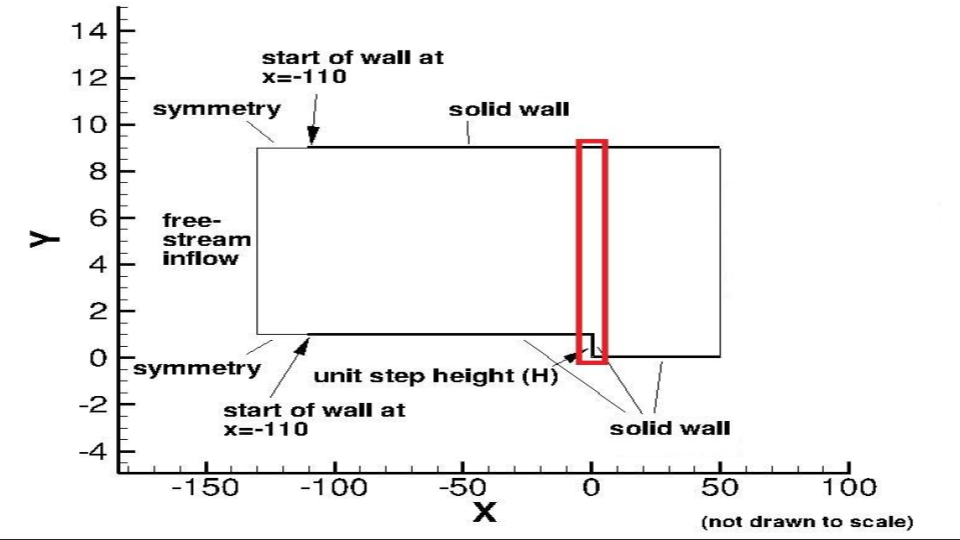 14
12
10
8
6
4
2
0
-2
-4
Y
start of wall at
x=-110
symmetry
solid wall
free-
stream
inflow
symmetry
unit step height (H)
start of wall at
x=-110
solid wall
-150
-100
-50
0
50
100
X
(not drawn to scale)